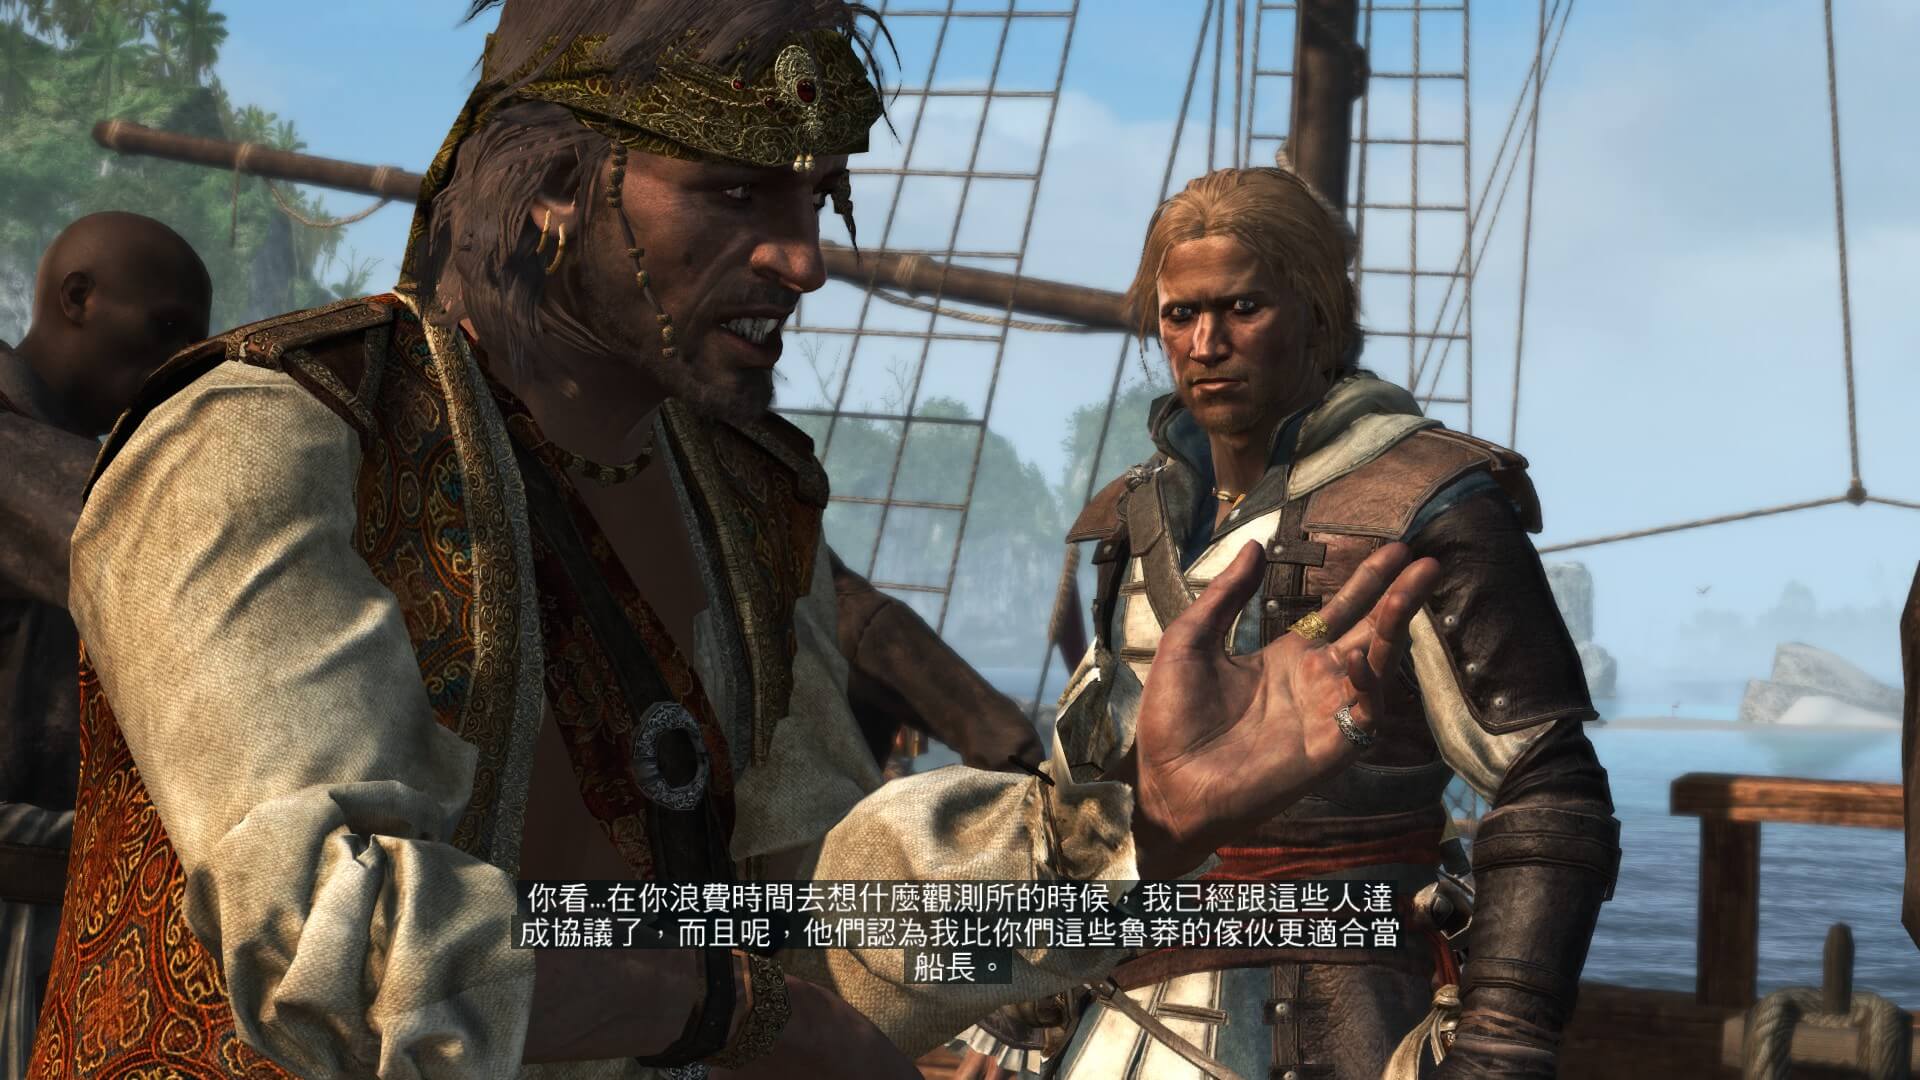 你看...在你浪費時間去想什麼觀測所的時候，我已經跟這些人達
成協議了，而且呢，他們認為我比你們這些魯莽的傢伙更適合當
船長。